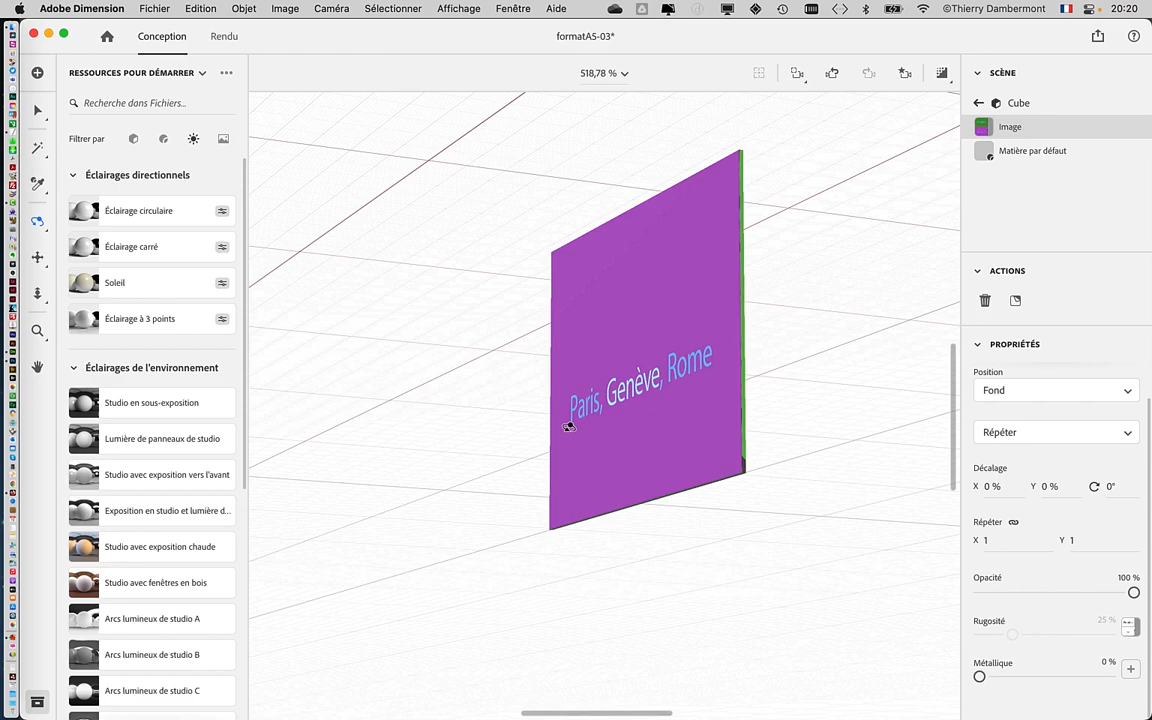 Adobe Dimension Fichier Edition Objet Image Caméra Sélectionner Affichage Fenêtre Aide ©Thierry Dambermont 20:20
Conception Rendu formatA5-03*
RESSOURCES POUR DÉMARRER
518,78 %
Recherche dans Fichiers...
Filtrer par
Éclairages directionnels
Éclairage circulaire
Éclairage carré
Soleil
Éclairage à 3 points
Éclairages de l'environnement
Studio en sous-exposition
Lumière de panneaux de studio
Studio avec exposition vers l'avant
Exposition en studio et lumière d...
Studio avec exposition chaude
Studio avec fenêtres en bois
Arcs lumineux de studio A
Arcs lumineux de studio B
Arcs lumineux de studio C
Paris, Genève, Rome
SCÈNE
Cube
Image
Matière par défaut
ACTIONS
PROPRIÉTÉS
Position
Fond
Répéter
Décalage
X 0 % Y 0 % 0°
Répéter
X 1 Y 1
Opacité 100 %
Rugosité 25 %
Métallique 0 %